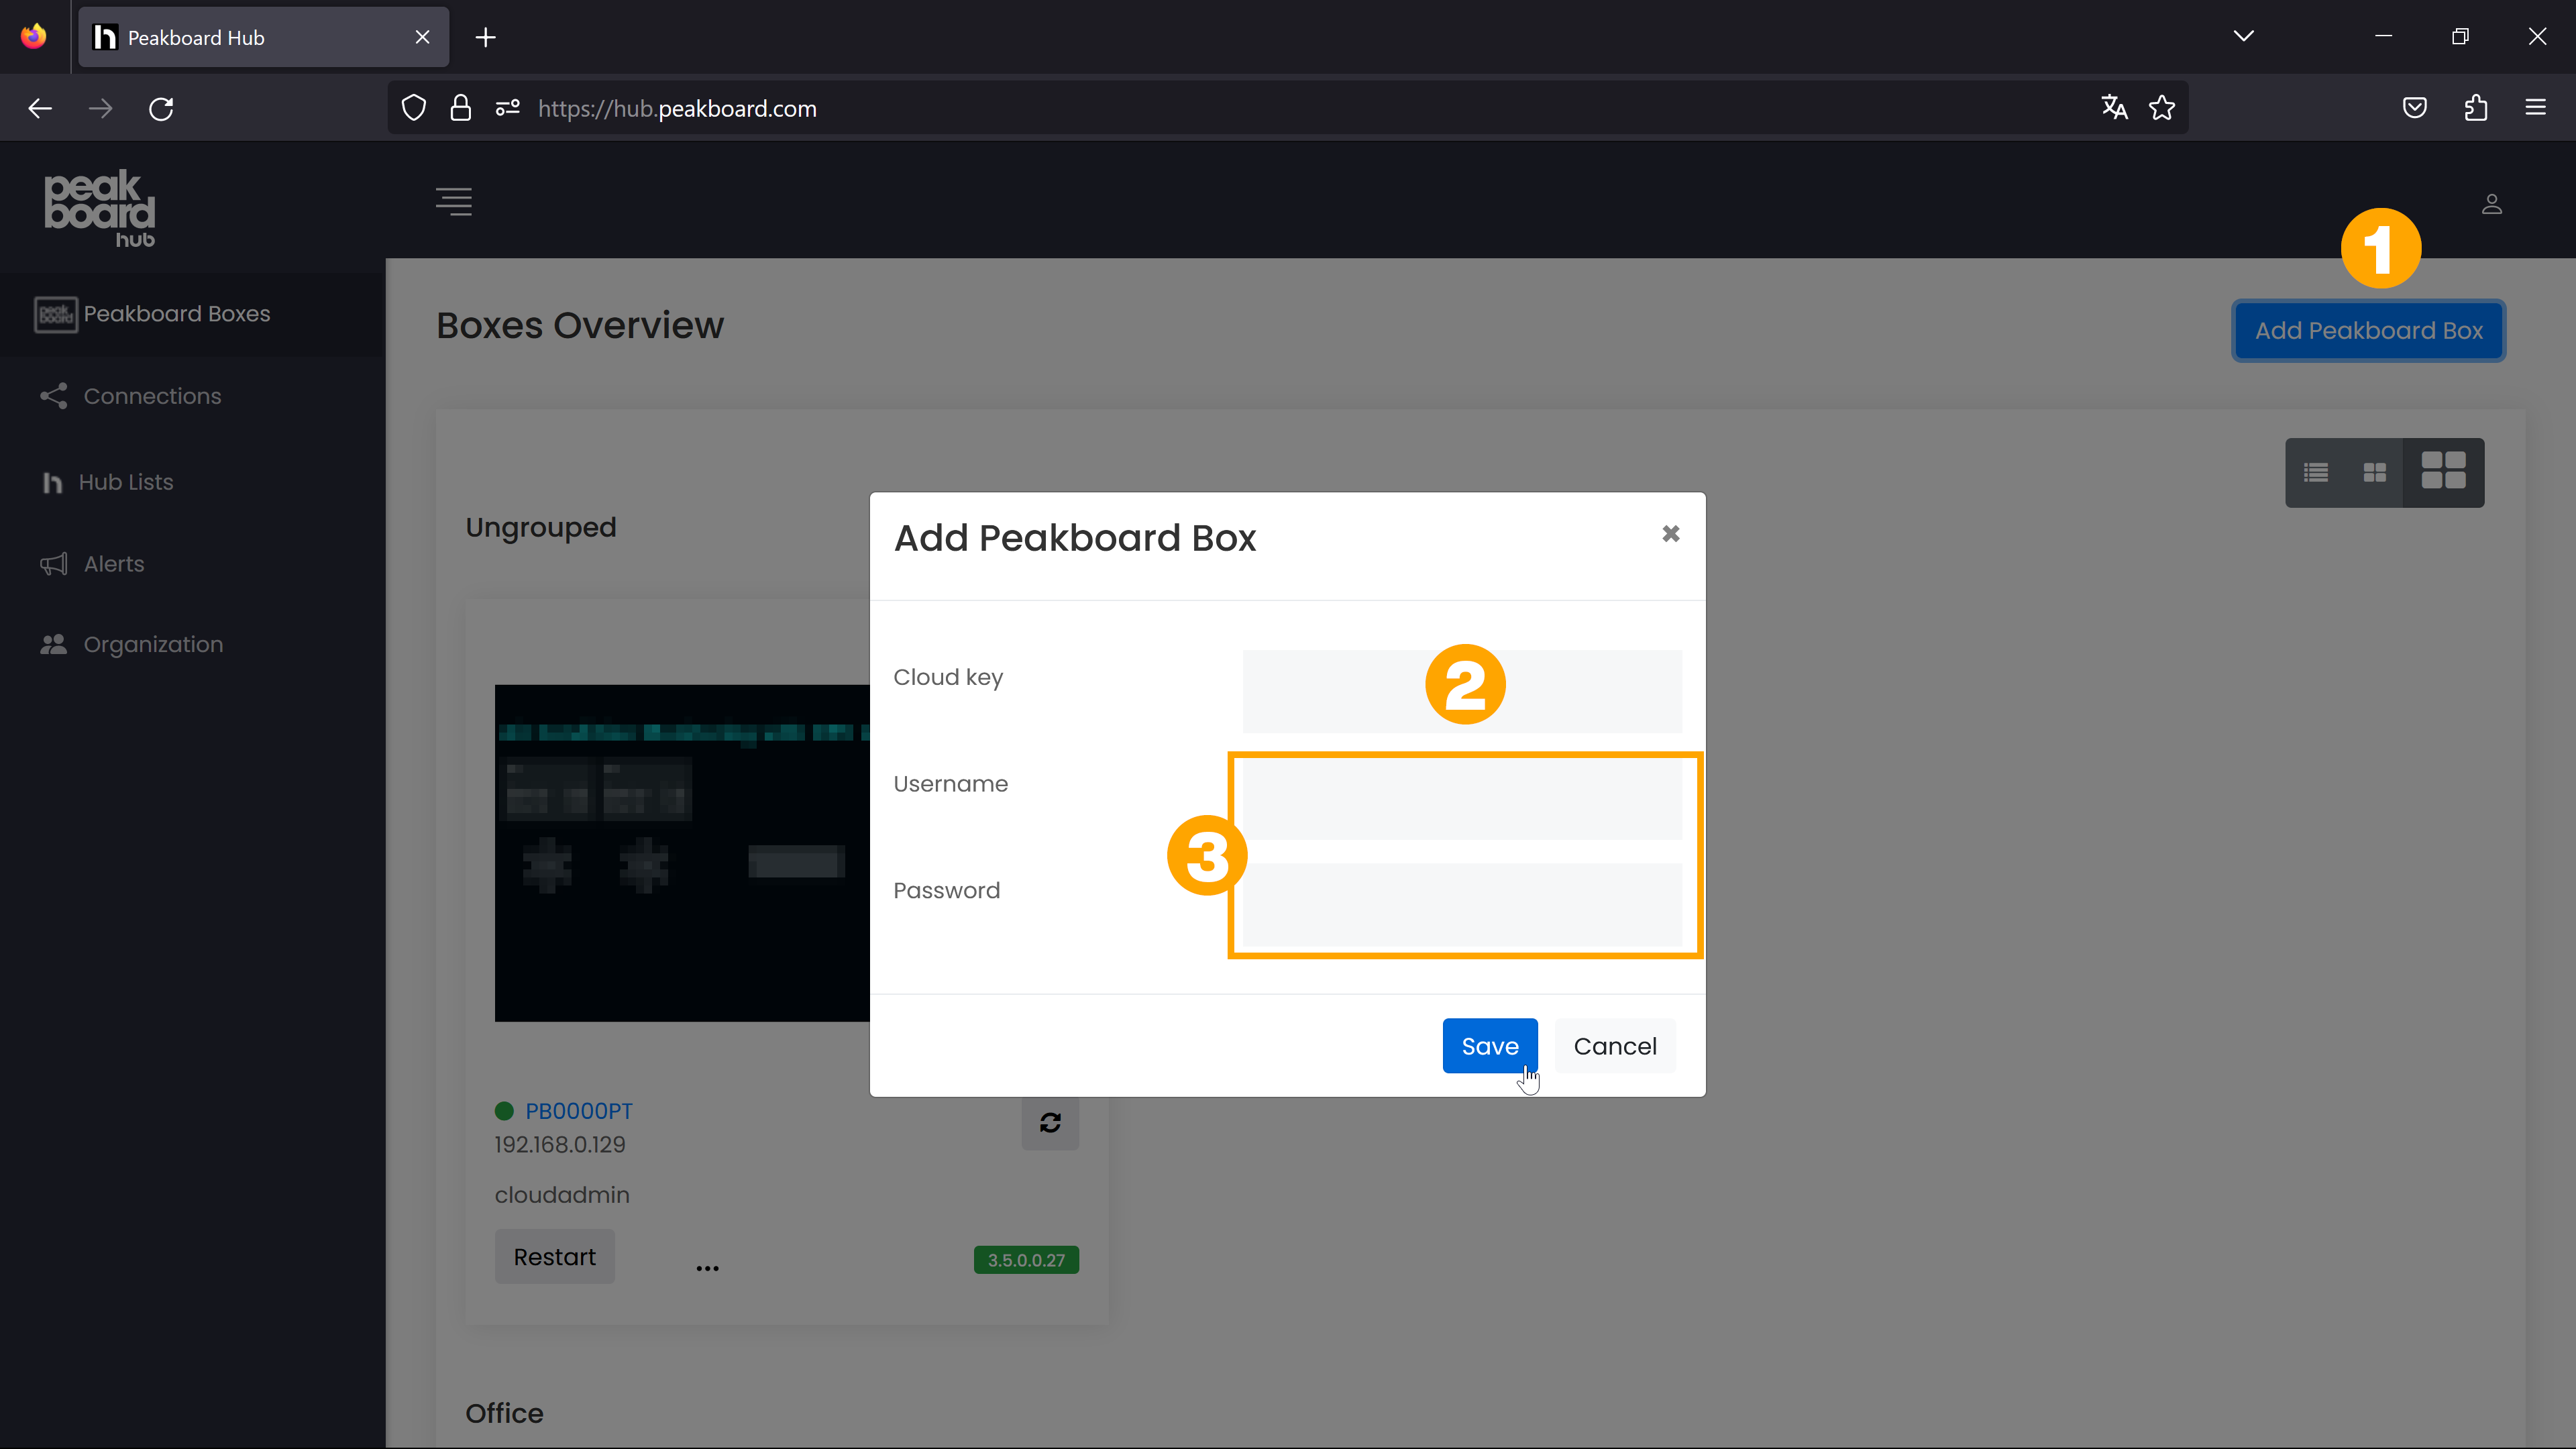 Peakboard Hub
https://hub.peakboard.com
peak
board
hub
1
peak
board
Peakboard Boxes
Boxes Overview
Add Peakboard Box
Connections
Hub Lists
Ungrouped
Add Peakboard Box
Alerts
Organization
Cloud key
2
Username
3
Password
Save
Cancel
PB0000PT
192.168.0.129
cloudadmin
Restart
...
3.5.0.0.27
Office